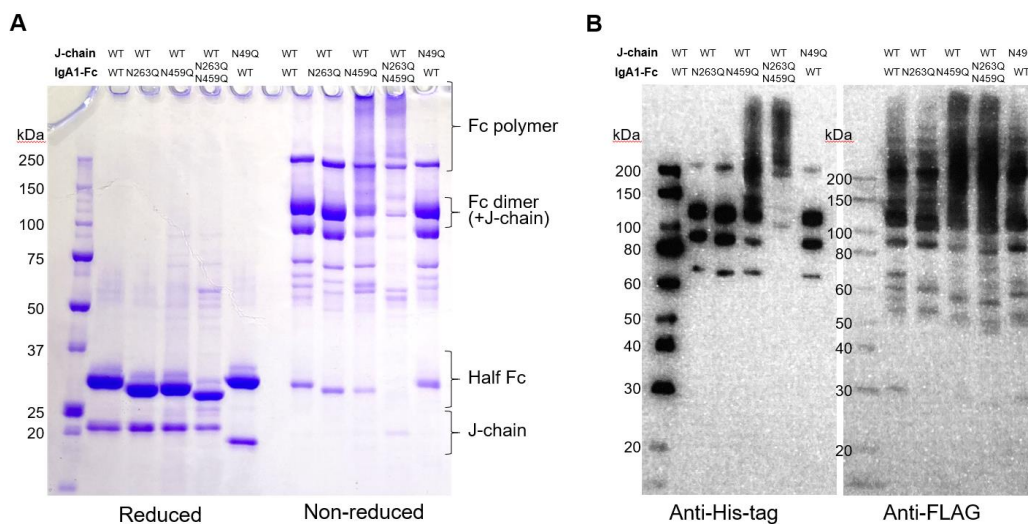 A
J-chain WT WT WT WT N49Q WT WT WT WT N49Q
IgA1-Fc WT N263Q N459Q N263Q N459Q WT WT N263Q N459Q N263Q N459Q WT
kDa
250
150
100
75
50
37
25
20
Fc polymer
Fc dimer
(+J-chain)
Half Fc
J-chain
Reduced Non-reduced
B
J-chain WT WT WT WT N49Q WT WT WT WT N49Q
IgA1-Fc WT N263Q N459Q N263Q N459Q WT WT N263Q N459Q N263Q N459Q WT
kDa
200
150
100
80
60
50
40
30
20
kDa
200
150
100
80
60
50
40
30
20
Anti-His-tag Anti-FLAG